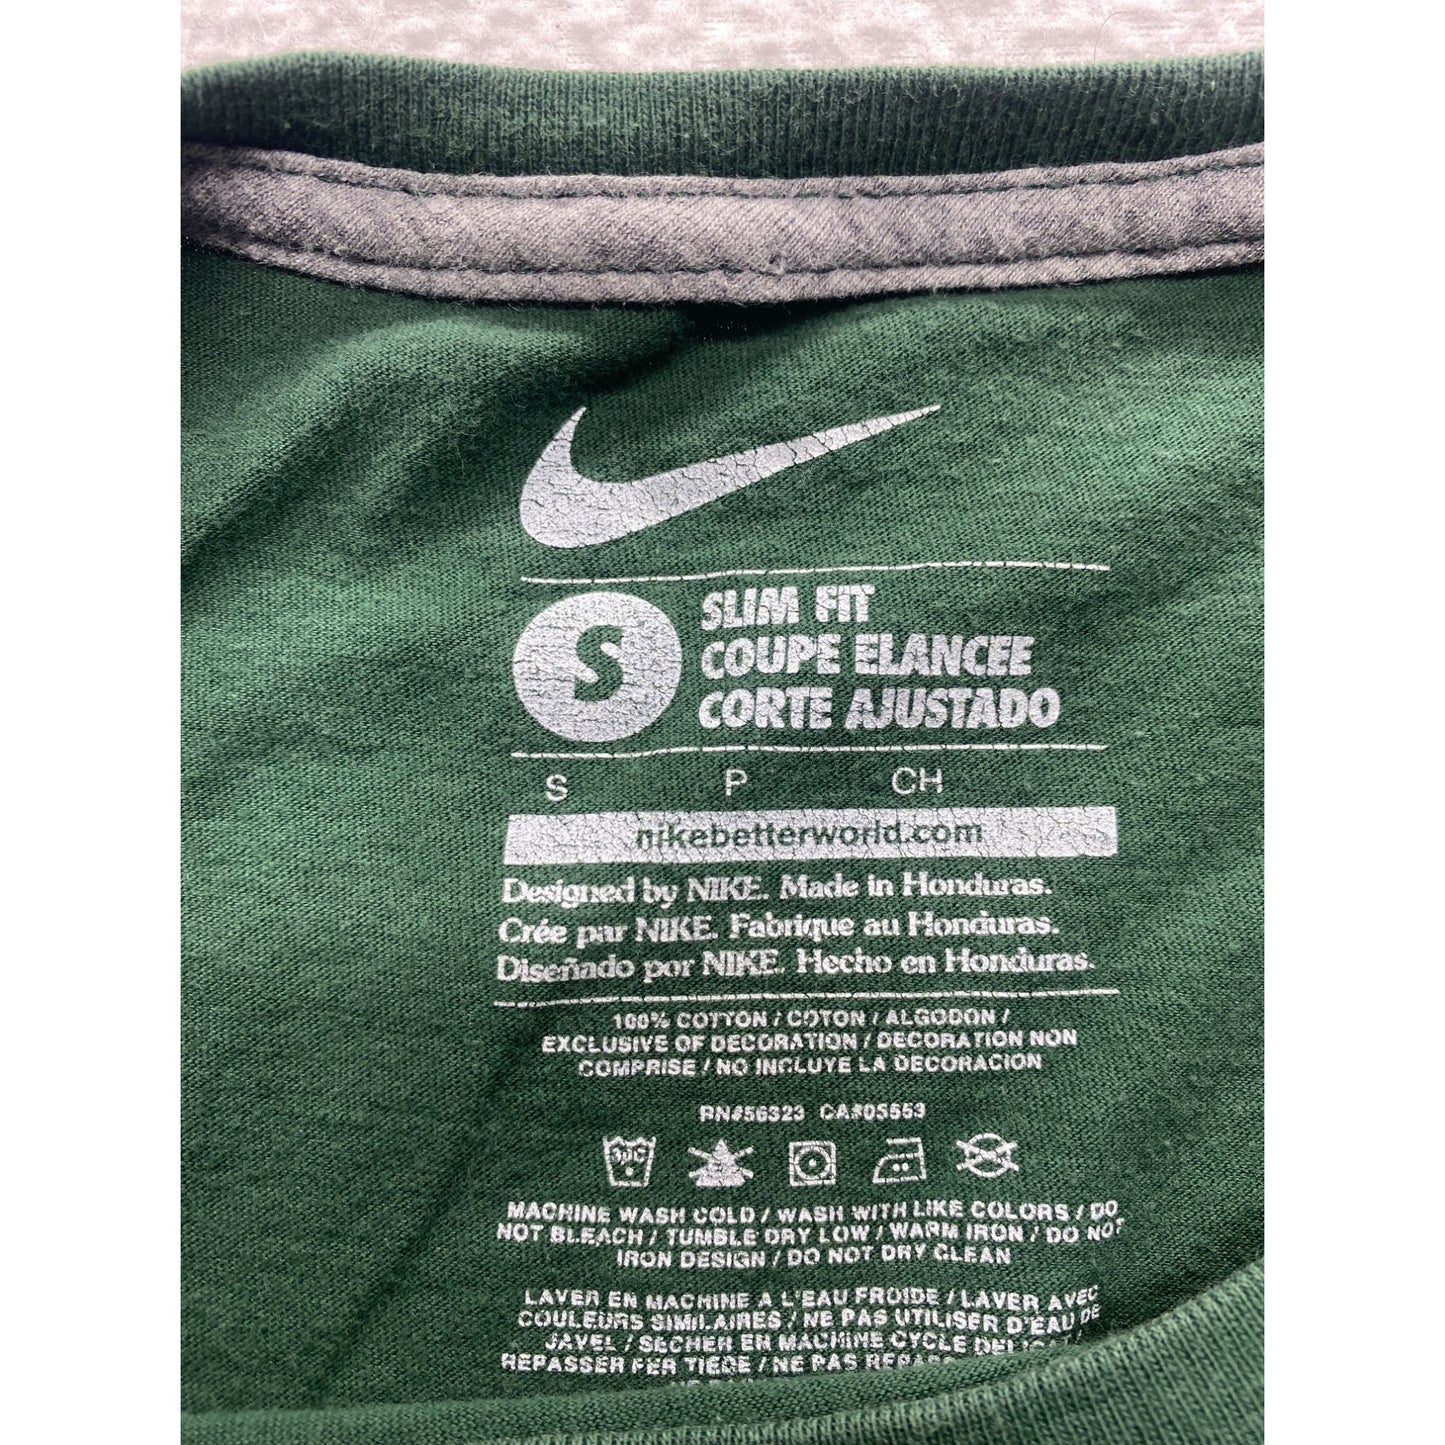 S
SLIM FIT
COUPE ELANCEE
CORTE AJUSTADO
S P CH
nikebetterworld.com
Designed by NIKE. Made in Honduras.
Crée par NIKE. Fabrique au Honduras.
Diseñado por NIKE. Hecho en Honduras.
100% COTTON / COTON / ALGODON /
EXCLUSIVE OF DECORATION / DECORATION NON
COMPRISE / NO INCLUYE LA DECORACION
RN#56323 CA#05553
30C
MACHINE WASH COLD / WASH WITH LIKE COLORS / DO
NOT BLEACH / TUMBLE DRY LOW / WARM IRON / DO NOT
IRON DESIGN / DO NOT DRY CLEAN
LAVER EN MACHINE A L'EAU FROIDE / LAVER AVEC
COULEURS SIMILAIRES / NE PAS UTILISER D'EAU DE
JAVEL / SECHER EN MACHINE CYCLE
REPASSER FER TIEDE / NE PAS